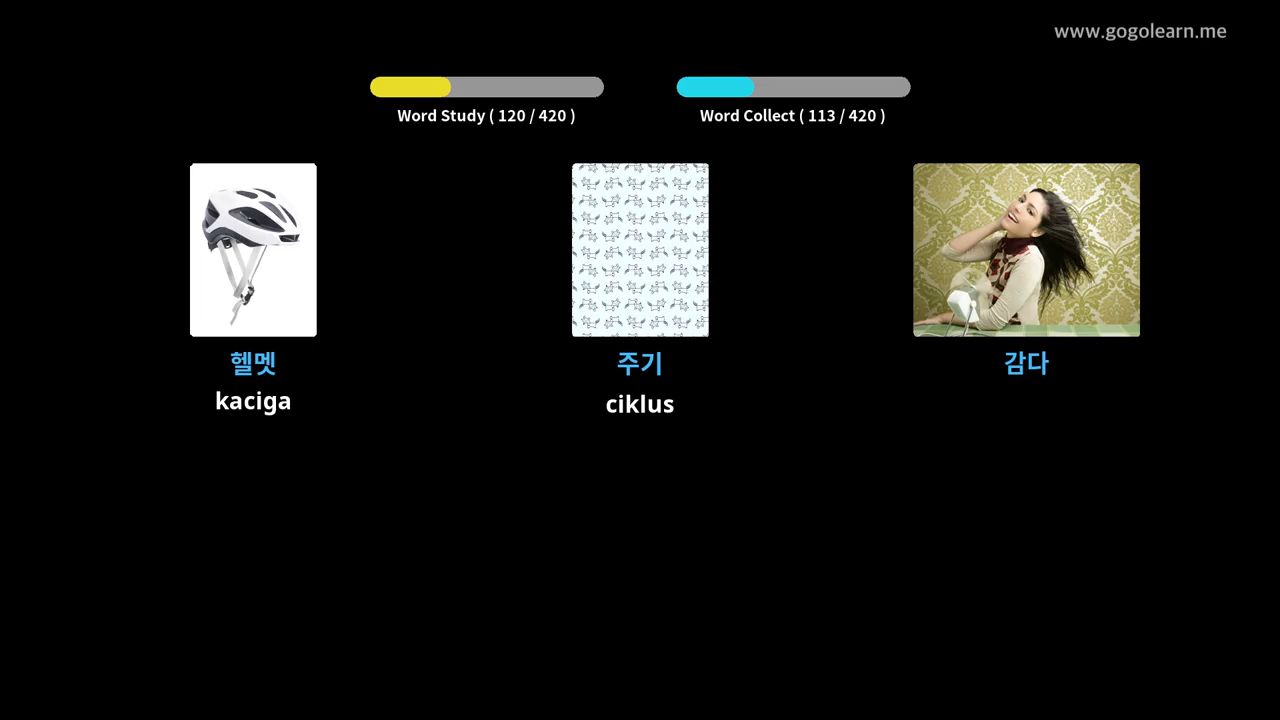 www.gogolearn.me
Word Study ( 120 / 420 )
Word Collect ( 113 / 420 )
헬멧
주기
감다
kaciga
ciklus